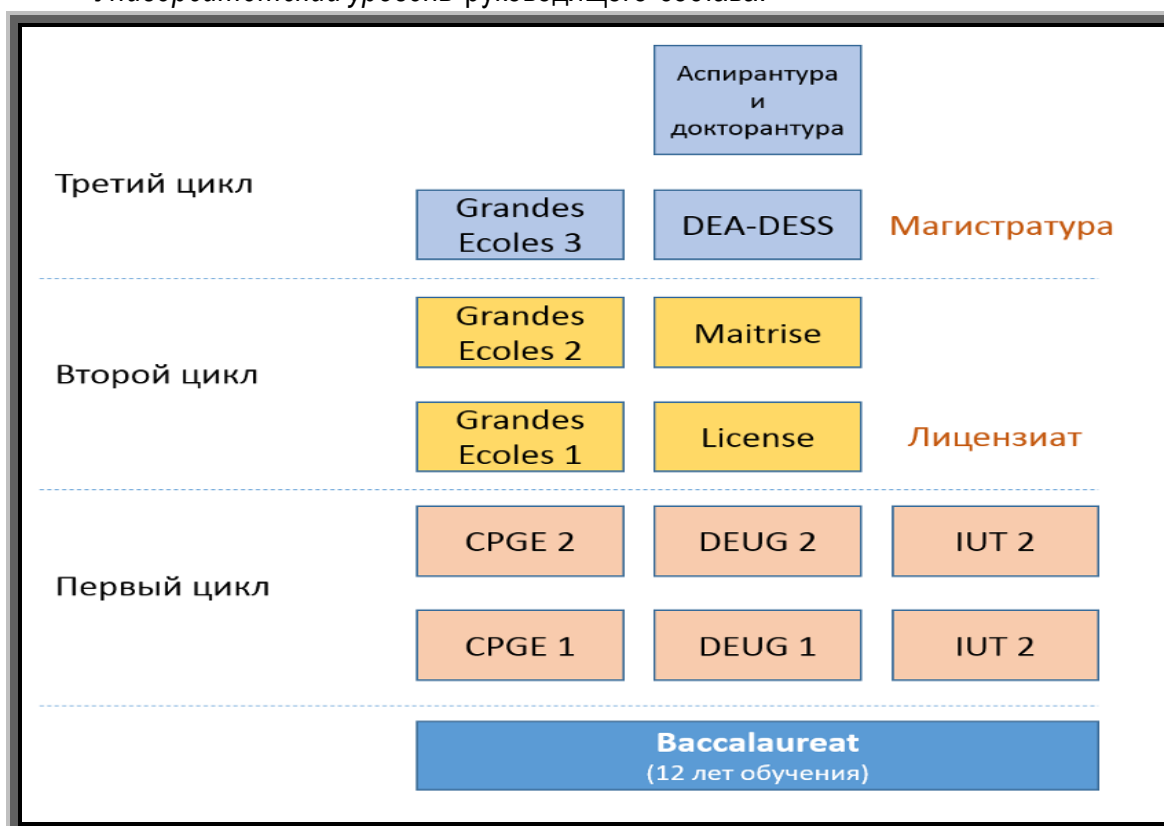 руководящего состава.
Аспирантура
и
докторантура
Третий цикл
Grandes
Ecoles 3
DEA-DESS
Магистратура
Grandes
Ecoles 2
Maitrise
Второй цикл
Grandes
Ecoles 1
License
Лицензиат
CPGE 2
DEUG 2
IUT 2
Первый цикл
CPGE 1
DEUG 1
IUT 2
Baccalaureat
(12 лет обучения)